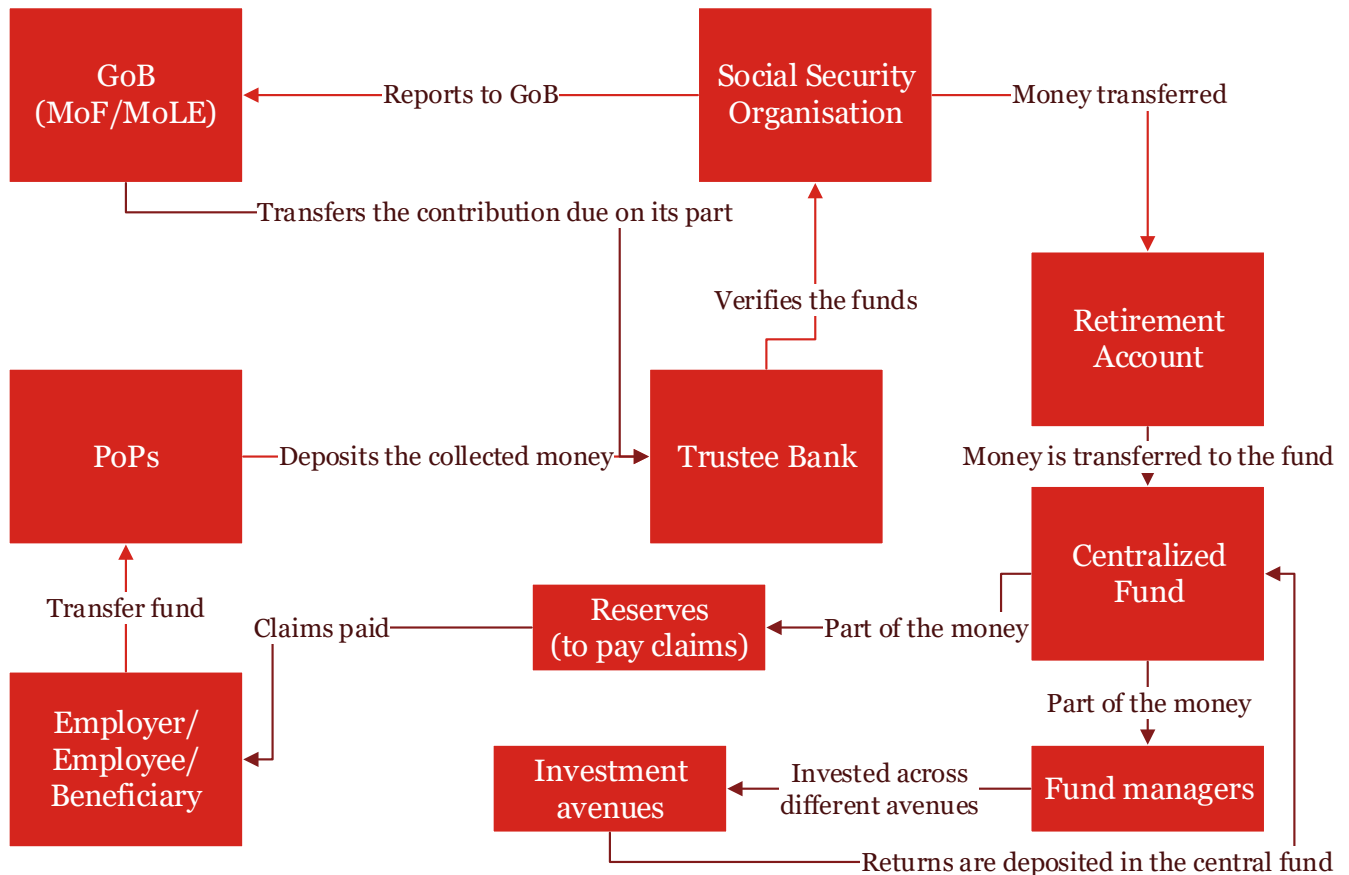 GoB
(MoF/MoLE)
Reports to GoB
Social Security
Organisation
Money transferred
Transfers the contribution due on its part
Verifies the funds
Retirement
Account
PoPs
Deposits the collected money
Trustee Bank
Money is transferred to the fund
Centralized
Fund
Transfer fund
Claims paid
Reserves
(to pay claims)
Part of the money
Part of the money
Employer/
Employee/
Beneficiary
Investment
avenues
Invested across
different avenues
Fund managers
Returns are deposited in the central fund